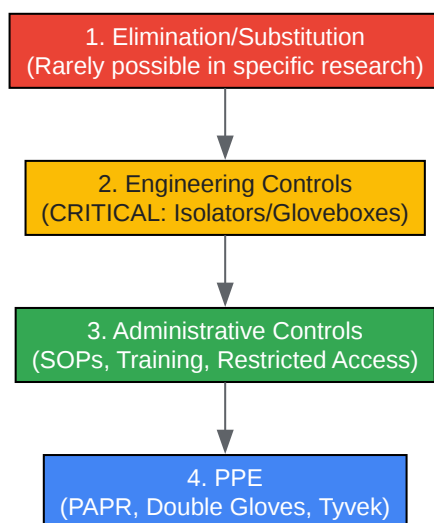 1. Elimination/Substitution
(Rarely possible in specific research)
2. Engineering Controls
(CRITICAL: Isolators/Gloveboxes)
3. Administrative Controls
(SOPs, Training, Restricted Access)
4. PPE
(PAPR, Double Gloves, Tyvek)